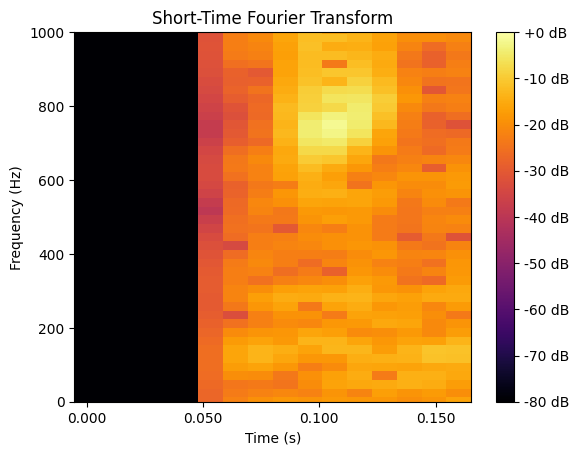 Short-Time Fourier Transform
1000
800
600
400
200
0
Frequency (Hz)
0.000
0.050
0.100
0.150
Time (s)
+0 dB
-10 dB
-20 dB
-30 dB
-40 dB
-50 dB
-60 dB
-70 dB
-80 dB